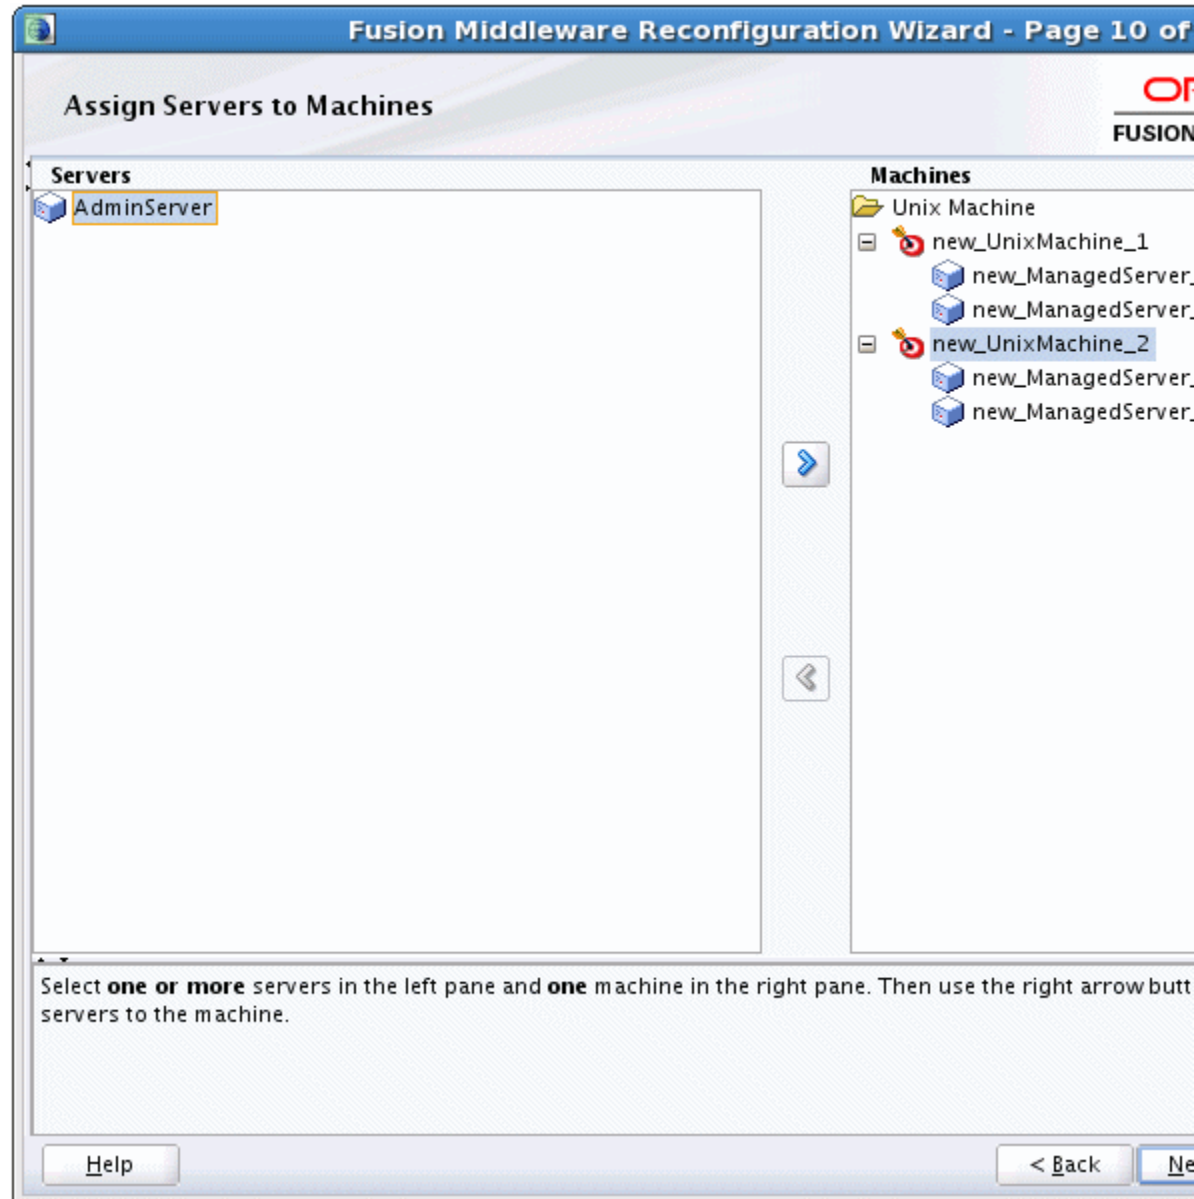 Fusion Middleware Reconfiguration Wizard - Page 10 of
Assign Servers to Machines
FUSION
Servers
AdminServer
Machines
Unix Machine
new_UnixMachine_1
new_ManagedServer_
new_ManagedServer_
new_UnixMachine_2
new_ManagedServer_
new_ManagedServer_
Select one or more servers in the left pane and one machine in the right pane. Then use the right arrow
servers to the machine.
Help
< Back